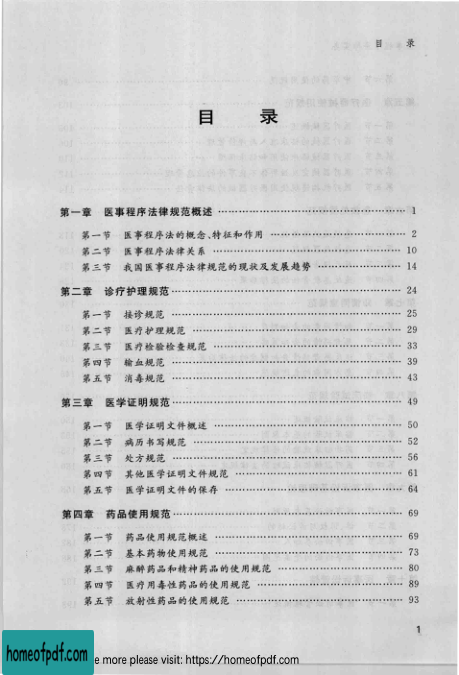 目 录
目 录
第一章 医事程序法律规范概述 …… 1
第一节 医事程序法的概念、特征和作用 …… 2
第二节 医事程序法律关系 …… 10
第三节 我国医事程序法律规范的现状及发展趋势 …… 14
第二章 诊疗护理规范 …… 24
第一节 接诊规范 …… 25
第二节 医疗护理规范 …… 29
第三节 医疗检验检查规范 …… 33
第四节 输血规范 …… 39
第五节 消毒规范 …… 43
第三章 医学证明规范 …… 49
第一节 医学证明文件概述 …… 50
第二节 病历书写规范 …… 52
第三节 处方规范 …… 56
第四节 其他医学证明文件规范 …… 61
第五节 医学证明文件的保存 …… 64
第四章 药品使用规范 …… 69
第一节 药品使用规范概述 …… 69
第二节 基本药物使用规范 …… 73
第三节 麻醉药品和精神药品的使用规范 …… 80
第四节 医疗用毒性药品的使用规范 …… 89
第五节 放射性药品的使用规范 …… 93
1
homeofpdf.com
e more please visit: https://homeofpdf.com